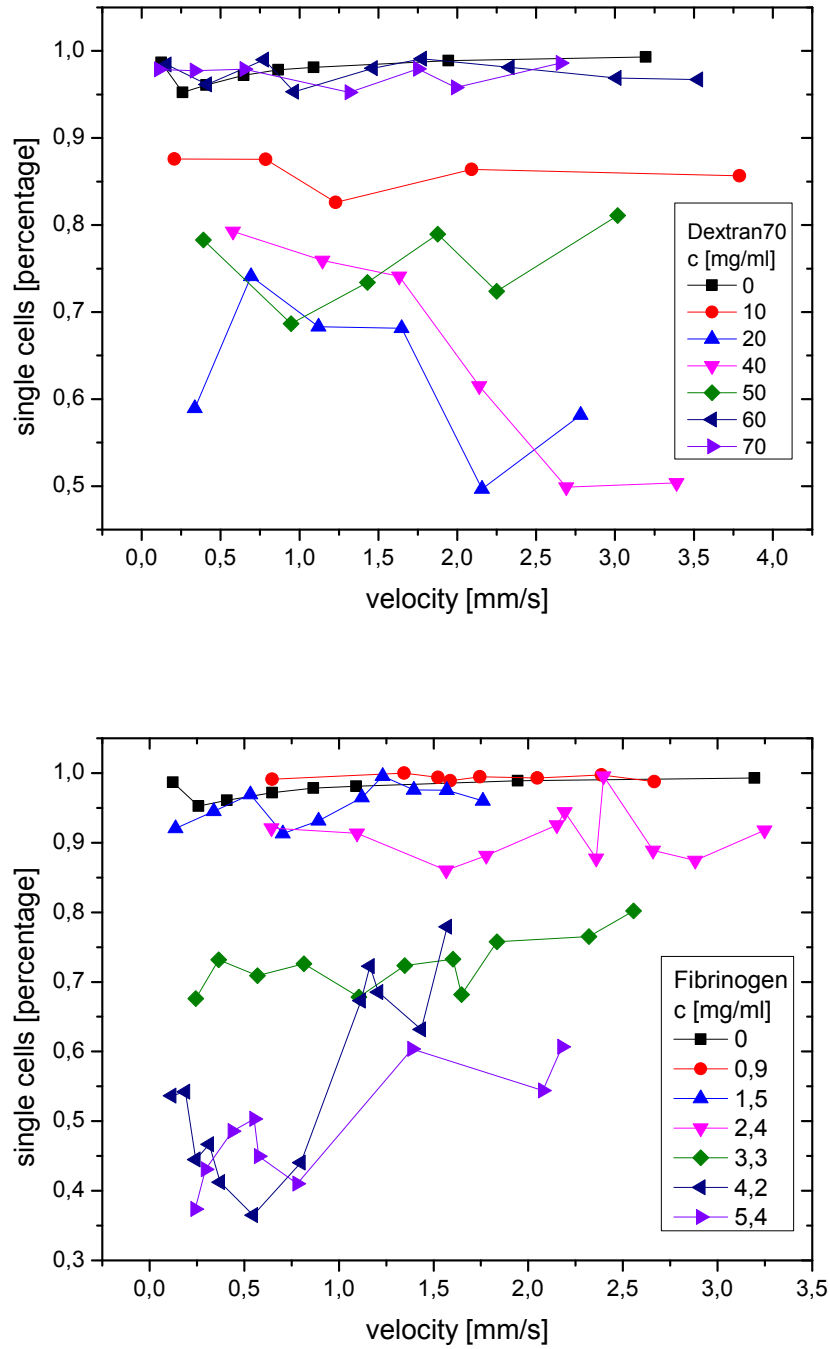 1,0
0,9
0,8
0,7
0,6
0,5
single cells [percentage]
Dextran70
c [mg/ml]
0
10
20
40
50
60
70
0,0 0,5 1,0 1,5 2,0 2,5 3,0 3,5 4,0
velocity [mm/s]
1,0
0,9
0,8
0,7
0,6
0,5
0,4
0,3
single cells [percentage]
Fibrinogen
c [mg/ml]
0
0,9
1,5
2,4
3,3
4,2
5,4
0,0 0,5 1,0 1,5 2,0 2,5 3,0 3,5
velocity [mm/s]